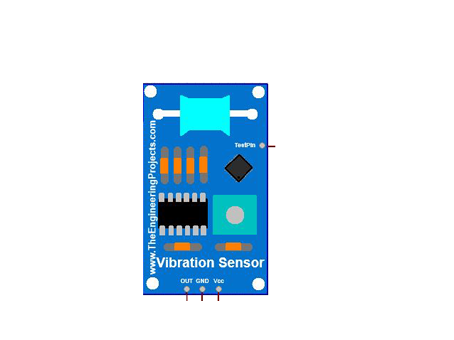 www.TheEngineeringProjects.com
TestPin
Vibration Sensor
OUT GND Vcc